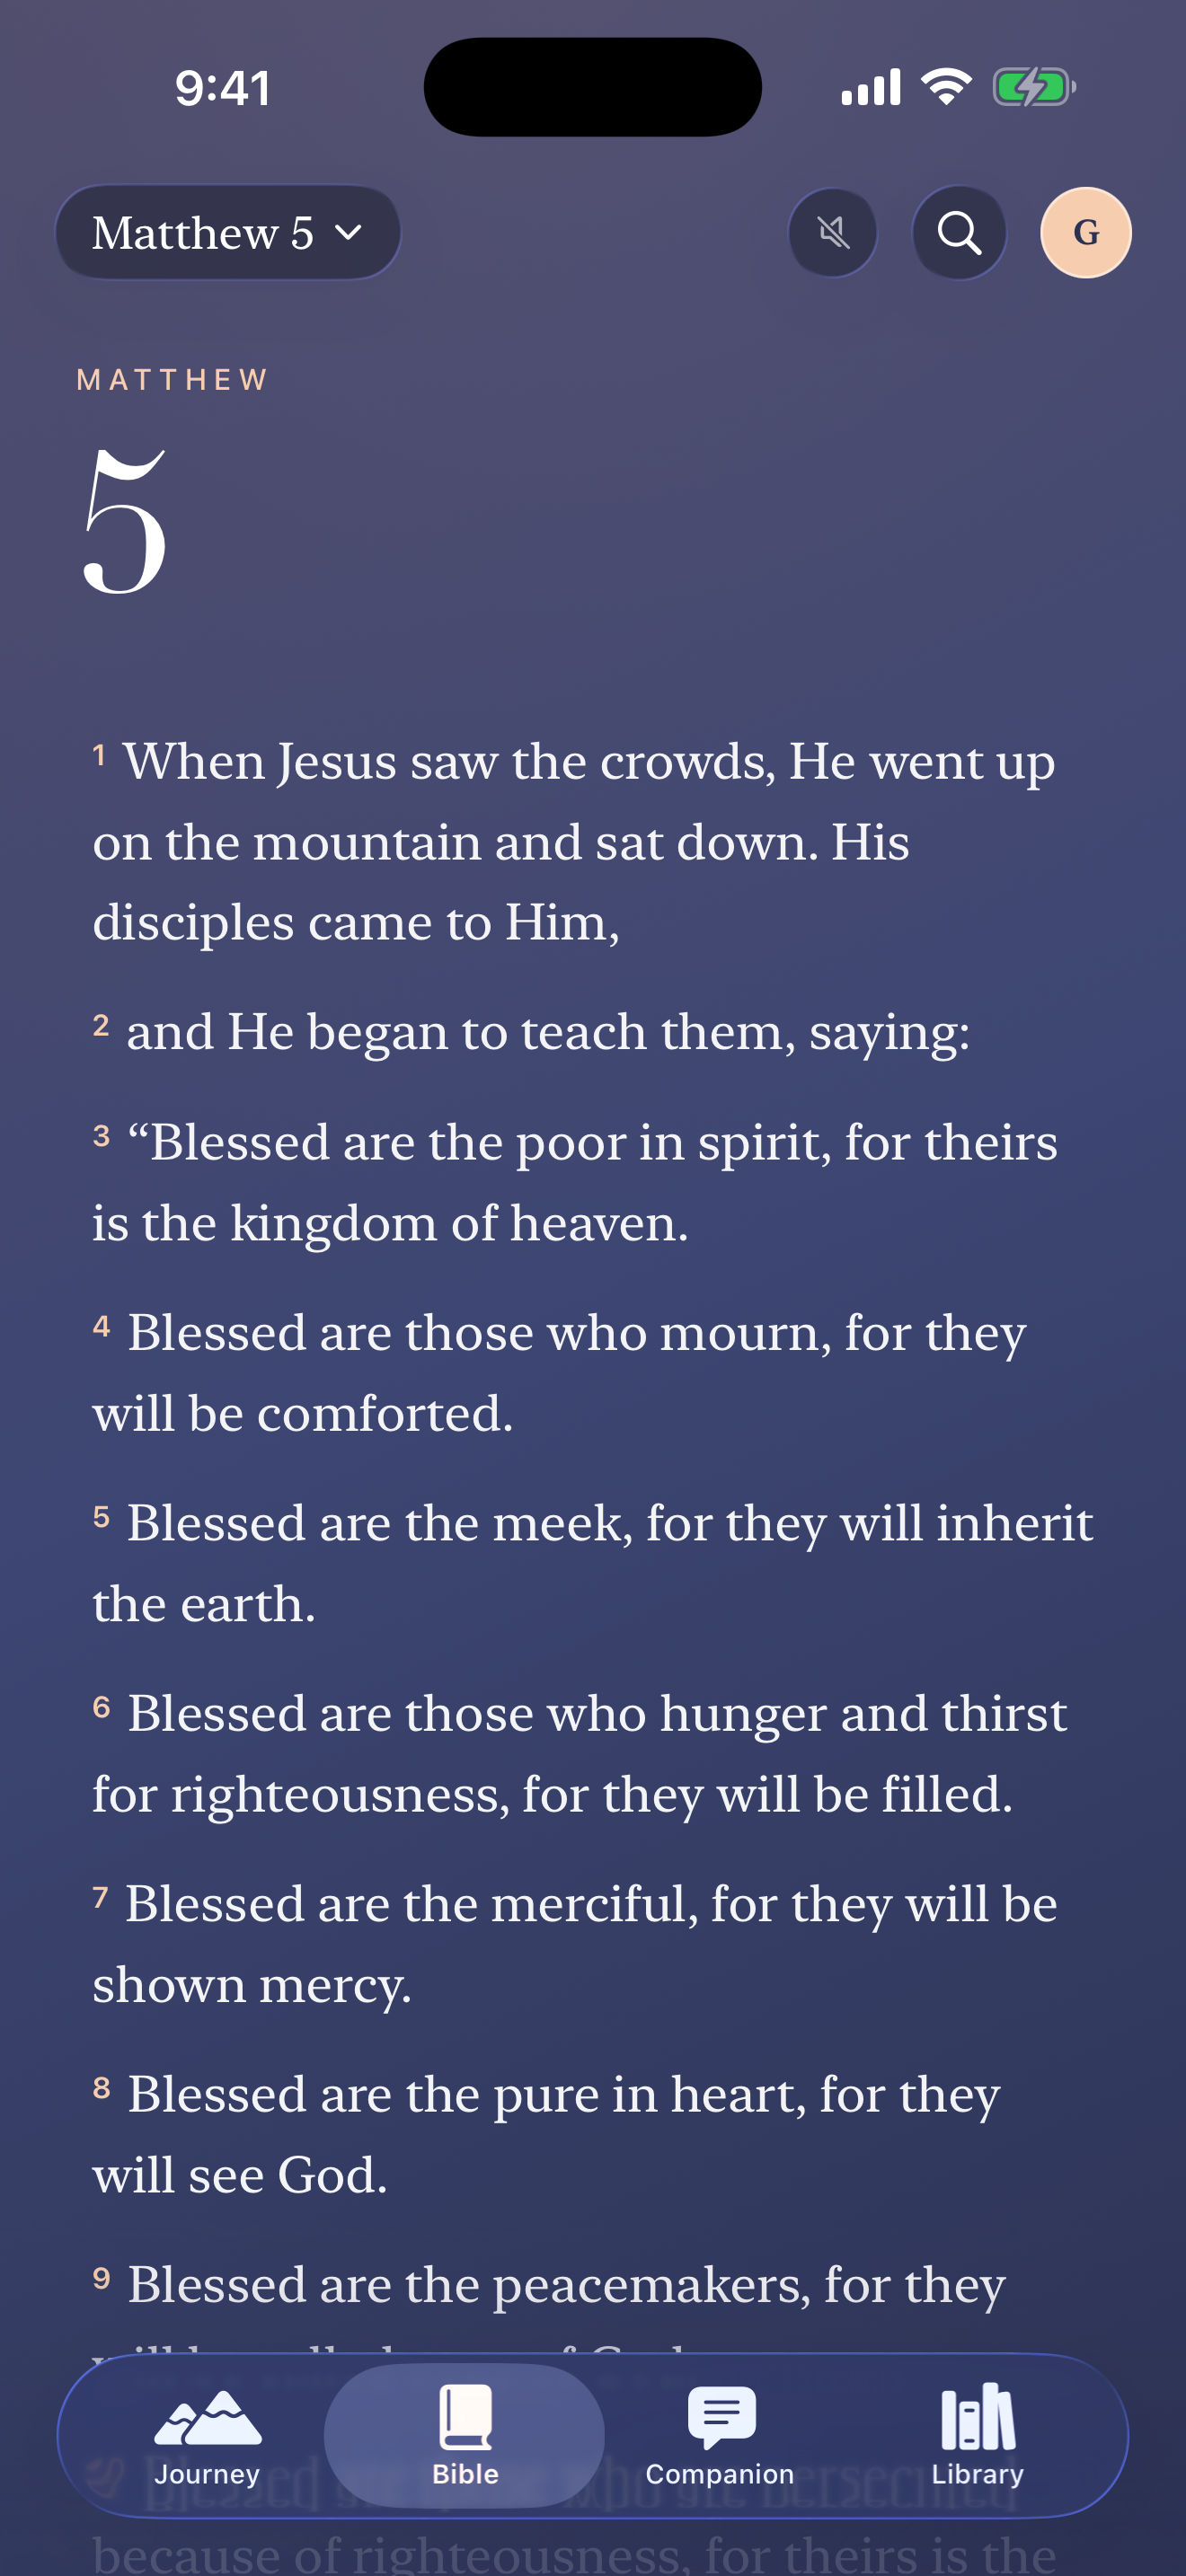 9:41
Matthew 5
G
MATTHEW
5
1 When Jesus saw the crowds, He went up
on the mountain and sat down. His
disciples came to Him,
2 and He began to teach them, saying:
3 “Blessed are the poor in spirit, for theirs
is the kingdom of heaven.
4 Blessed are those who mourn, for they
will be comforted.
5 Blessed are the meek, for they will inherit
the earth.
6 Blessed are those who hunger and thirst
for righteousness, for they will be filled.
7 Blessed are the merciful, for they will be
shown mercy.
8 Blessed are the pure in heart, for they
will see God.
9 Blessed are the peacemakers, for they
Journey
Bible
Companion
Library
because of righteousness, for theirs is the